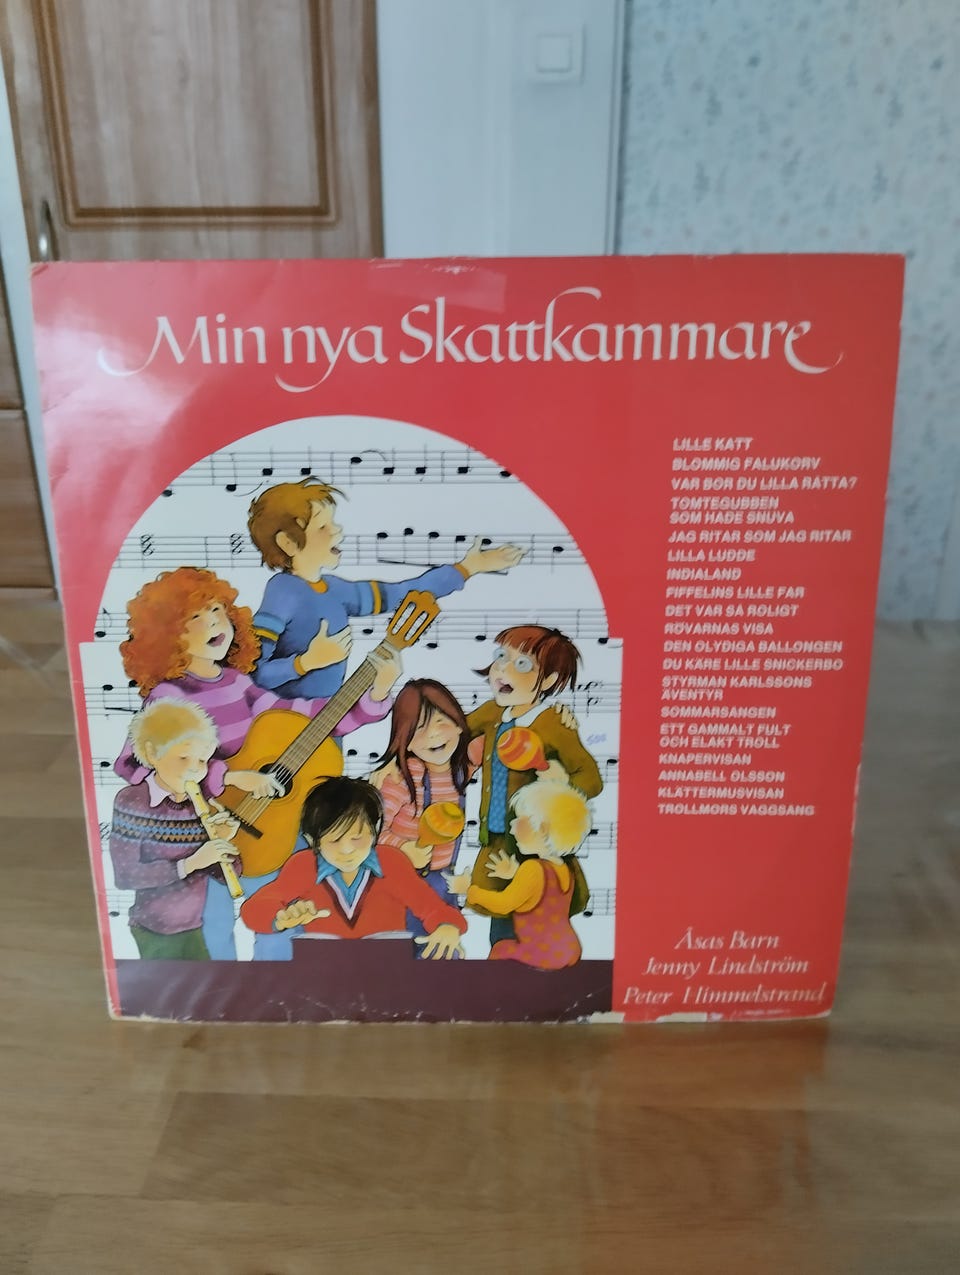 Min nya Skattkammare
LILLE KATT
BLOMMIG FALUKORV
VAR BOR DU LILLA RÅTTA?
TOMTEGUBBEN
SOM HADE SNUVA
JAG RITAR SOM JAG RITAR
LILLA LUDDE
INDIALAND
FIFFELINS LILLE FAR
DET VAR SÅ ROLIGT
RÖVARNAS VISA
DEN OLYDIGA BALLONGEN
DU KÄRE LILLE SNICKERBO
STYRMAN KARLSSONS
ÄVENTYR
SOMMARSÅNGEN
ETT GAMMALT FULT
OCH ELAKT TROLL
KNAPERVISAN
ANNABELL OLSSON
KLÄTTERMUSVISAN
TROLLMORS VAGGSÅNG
Åsas Barn
Jenny Lindström
Peter Himmelstrand